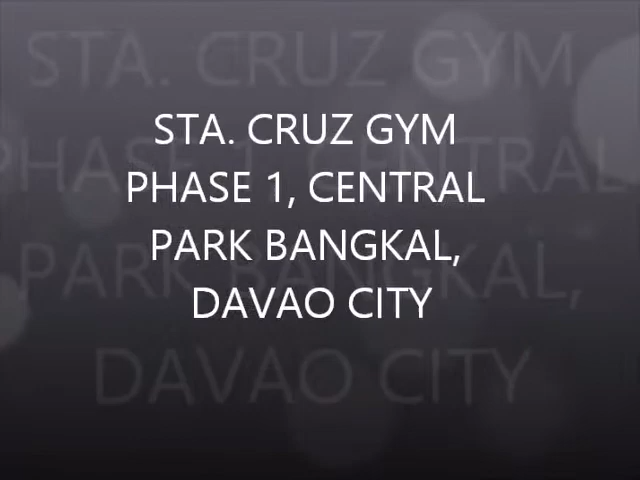 STA. CRUZ GYM
PHASE 1, CENTRAL
PARK BANGKAL,
DAVAO CITY